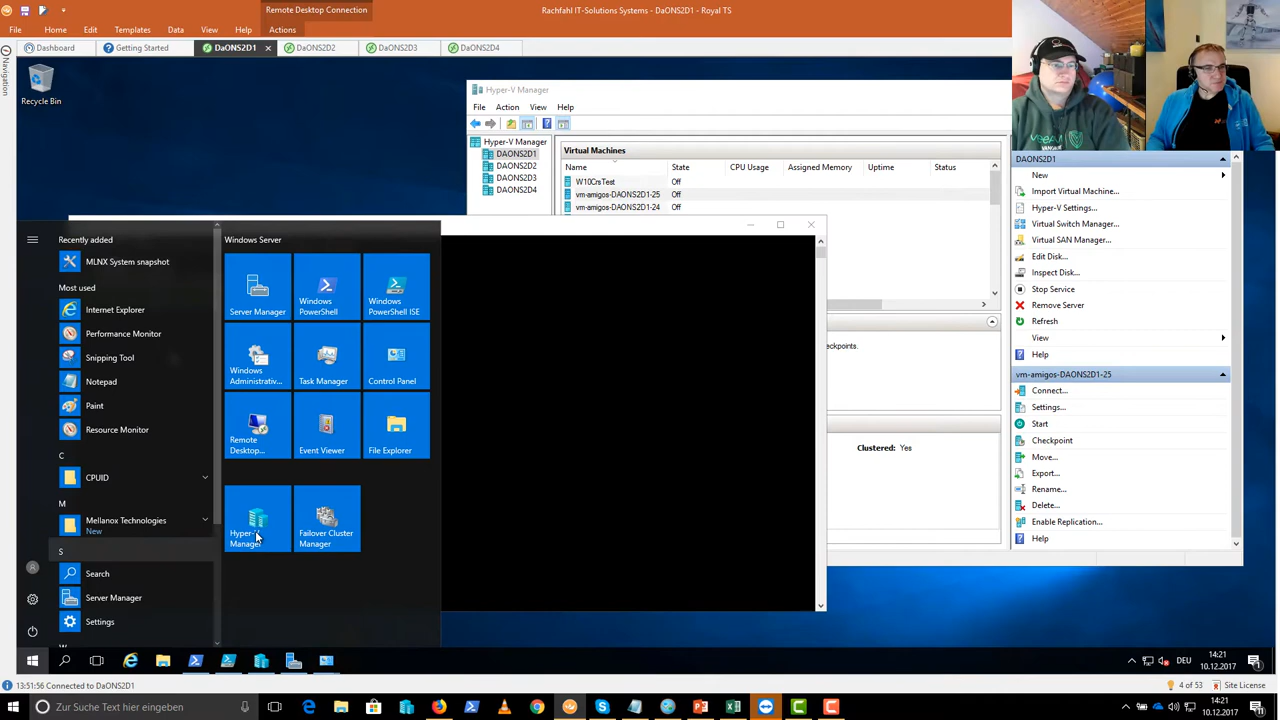 Remote Desktop Connection
Rachfahl IT-Solutions Systems - DaONS2D1 - Royal TS
File Home Edit Templates Data View Help Actions
Dashboard Getting Started DaONS2D1 DaONS2D2 DaONS2D3 DaONS2D4
Navigation
Recycle Bin
Hyper-V Manager
File Action View Help
Hyper-V Manager
DAONS2D1
DAONS2D2
DAONS2D3
DAONS2D4
Virtual Machines
Name State CPU Usage Assigned Memory Uptime Status
W10CrsTest Off
vm-amigos-DAONS2D1-25 Off
vm-amigos-DAONS2D1-24 Off
eckpoints.
Clustered: Yes
DAONS2D1
New
Import Virtual Machine...
Hyper-V Settings...
Virtual Switch Manager...
Virtual SAN Manager...
Edit Disk...
Inspect Disk...
Stop Service
Remove Server
Refresh
View
Help
vm-amigos-DAONS2D1-25
Connect...
Settings...
Start
Checkpoint
Move...
Export...
Rename...
Delete...
Enable Replication...
Help
Recently added
MLNX System snapshot
Most used
Internet Explorer
Performance Monitor
Snipping Tool
Notepad
Paint
Resource Monitor
C
CPUID
M
Mellanox Technologies
New
S
Search
Server Manager
Settings
Windows Server
Server Manager
Windows PowerShell
Windows PowerShell ISE
Windows Administrativ...
Task Manager
Control Panel
Remote Desktop...
Event Viewer
File Explorer
Hyper-V Manager
Failover Cluster Manager
DEU
14:21
10.12.2017
13:51:56 Connected to DaONS2D1
4 of 53 Site License
Zur Suche Text hier eingeben
DEU
14:21
10.12.2017